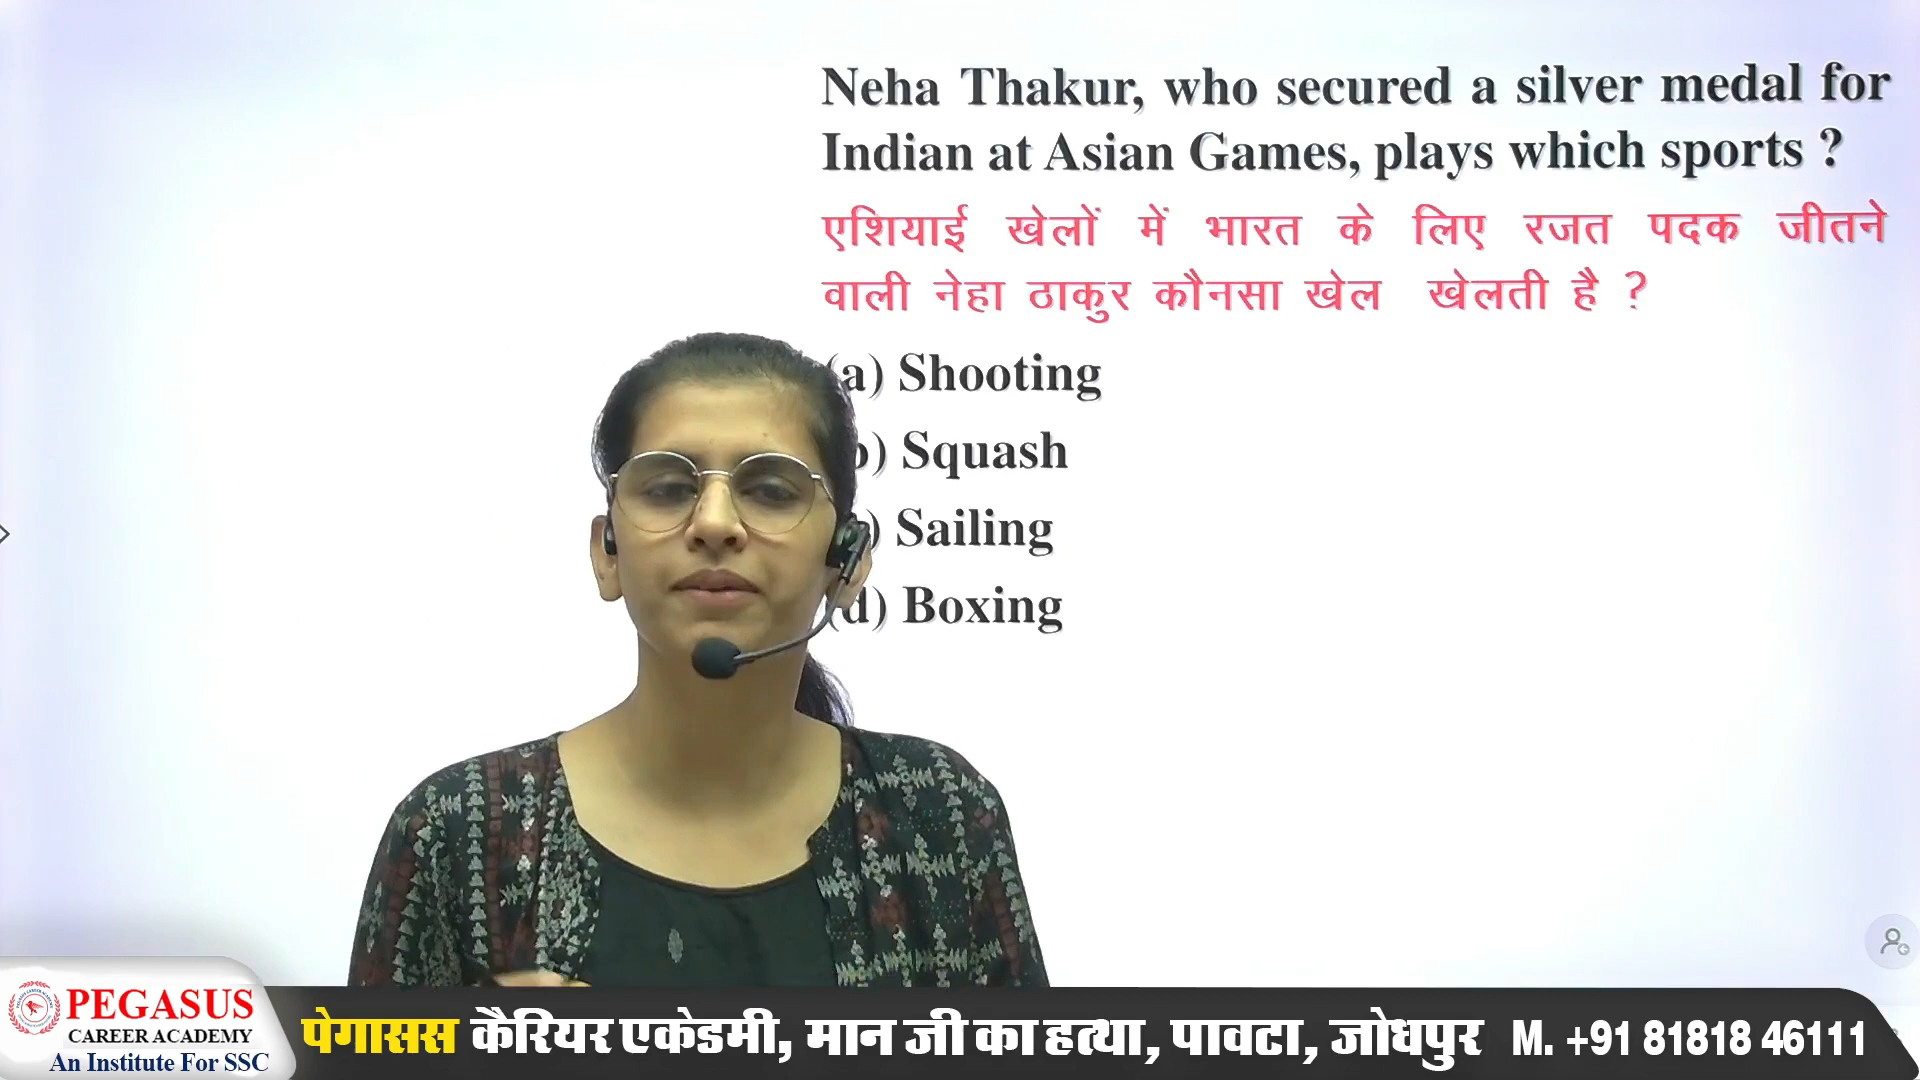 Neha Thakur, who secured a silver medal for
Indian at Asian Games, plays which sports ?
एशियाई खेलों में भारत के लिए रजत पदक जीतने
वाली नेहा ठाकुर कौनसा खेल खेलती है ?
(a) Shooting
) Squash
) Sailing
(d) Boxing
PEGASUS
CAREER ACADEMY
An Institute For SSC
पेगासस कैरियर एकेडमी, मान जी का हत्था, पावटा, जोधपुर M. +91 81818 46111